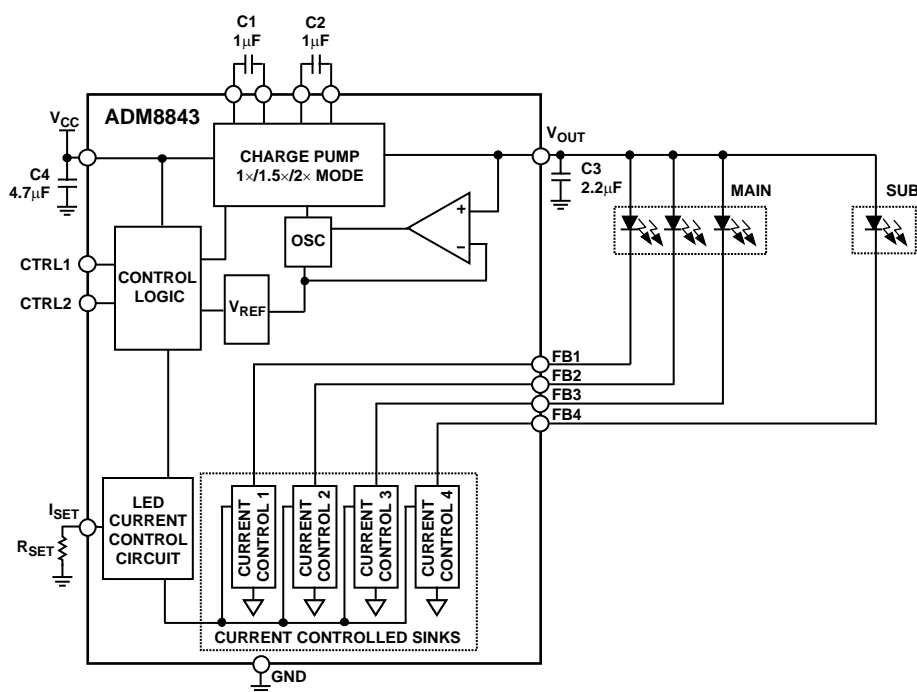 C1
1μF
C2
1μF
ADM8843
VCC
C4
4.7μF
CHARGE PUMP
1×/1.5×/2× MODE
VOUT
C3
2.2μF
MAIN
SUB
OSC
+
–
CTRL1
CTRL2
CONTROL
LOGIC
VREF
FB1
FB2
FB3
FB4
ISET
RSET
LED
CURRENT
CONTROL
CIRCUIT
CURRENT
CONTROL 1
CURRENT
CONTROL 2
CURRENT
CONTROL 3
CURRENT
CONTROL 4
CURRENT CONTROLLED SINKS
GND